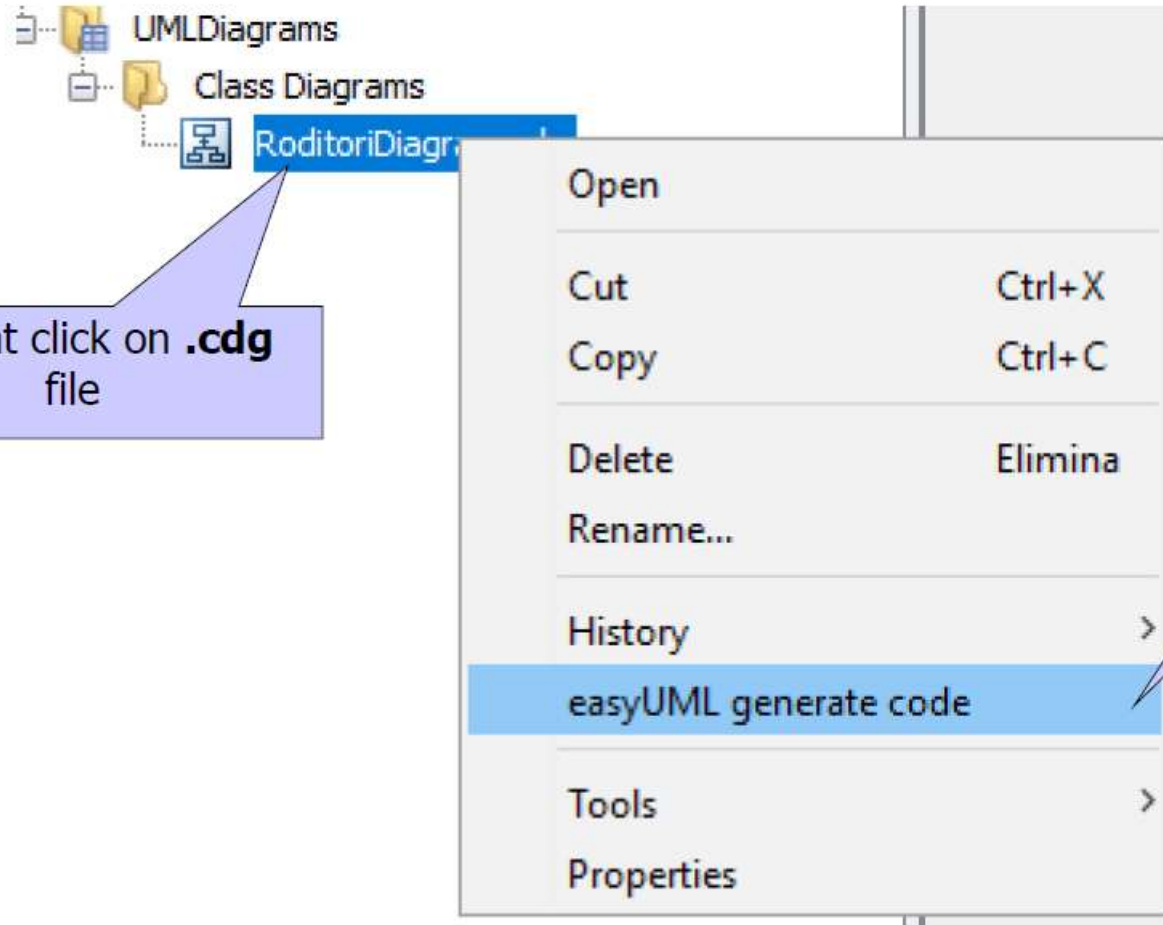 UMLDiagrams
Class Diagrams
RoditoriDiagr
Open
Cut Ctrl+X
Copy Ctrl+C
click on .cdg
file
Delete Elimina
Rename...
History >
easyUML generate code
Tools >
Properties